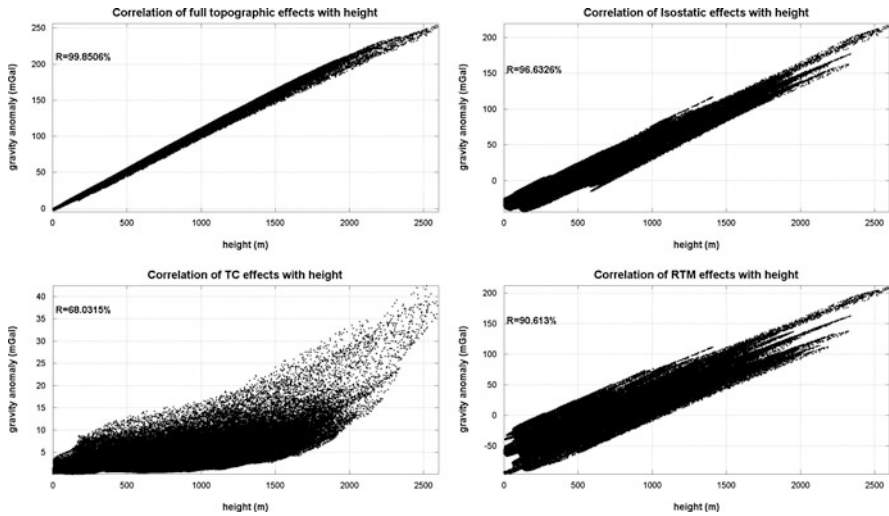 Correlation of full topographic effects with height
250
200
150
100
50
0
R=99.8506%
gravity anomaly (mGal)
0 500 1000 1500 2000 2500
height (m)
Correlation of Isostatic effects with height
200
150
100
50
0
R=96.6326%
gravity anomaly (mGal)
0 500 1000 1500 2000 2500
height (m)
Correlation of TC effects with height
40
35
30
25
20
15
10
5
R=68.0315%
gravity anomaly (mGal)
0 500 1000 1500 2000 2500
height (m)
Correlation of RTM effects with height
200
150
100
50
0
-50
R=90.613%
gravity anomaly (mGal)
0 500 1000 1500 2000 2500
height (m)